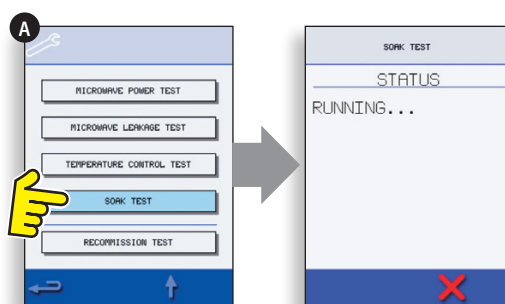 A
MICROWAVE POWER TEST
MICROWAVE LEAKAGE TEST
TEMPERATURE CONTROL TEST
SOAK TEST
RECOMMISSION TEST
SOAK TEST
STATUS
RUNNING...